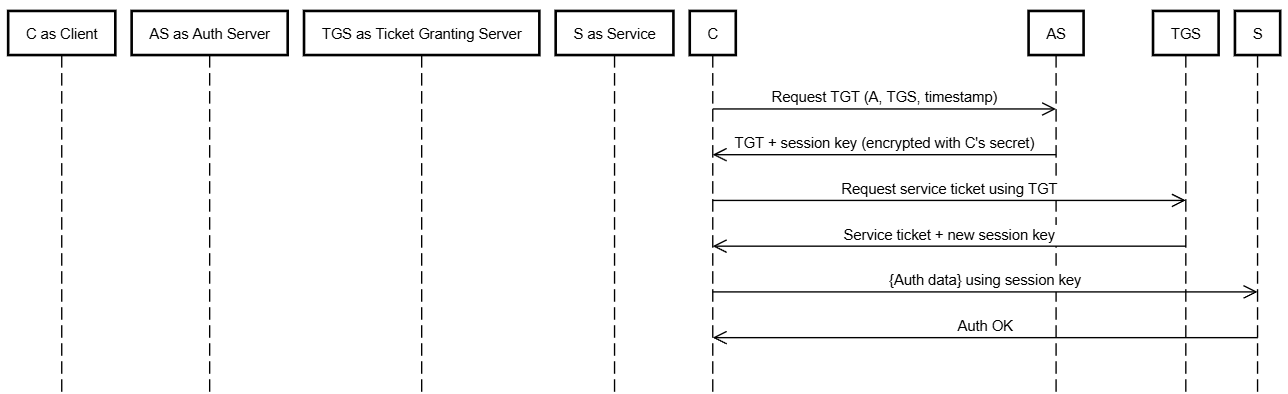 C as Client
AS as Auth Server
TGS as Ticket Granting Server
S as Service
C
AS
TGS
S
Request TGT (A, TGS, timestamp)
TGT + session key (encrypted with C's secret)
Request service ticket using TGT
Service ticket + new session key
{Auth data} using session key
Auth OK